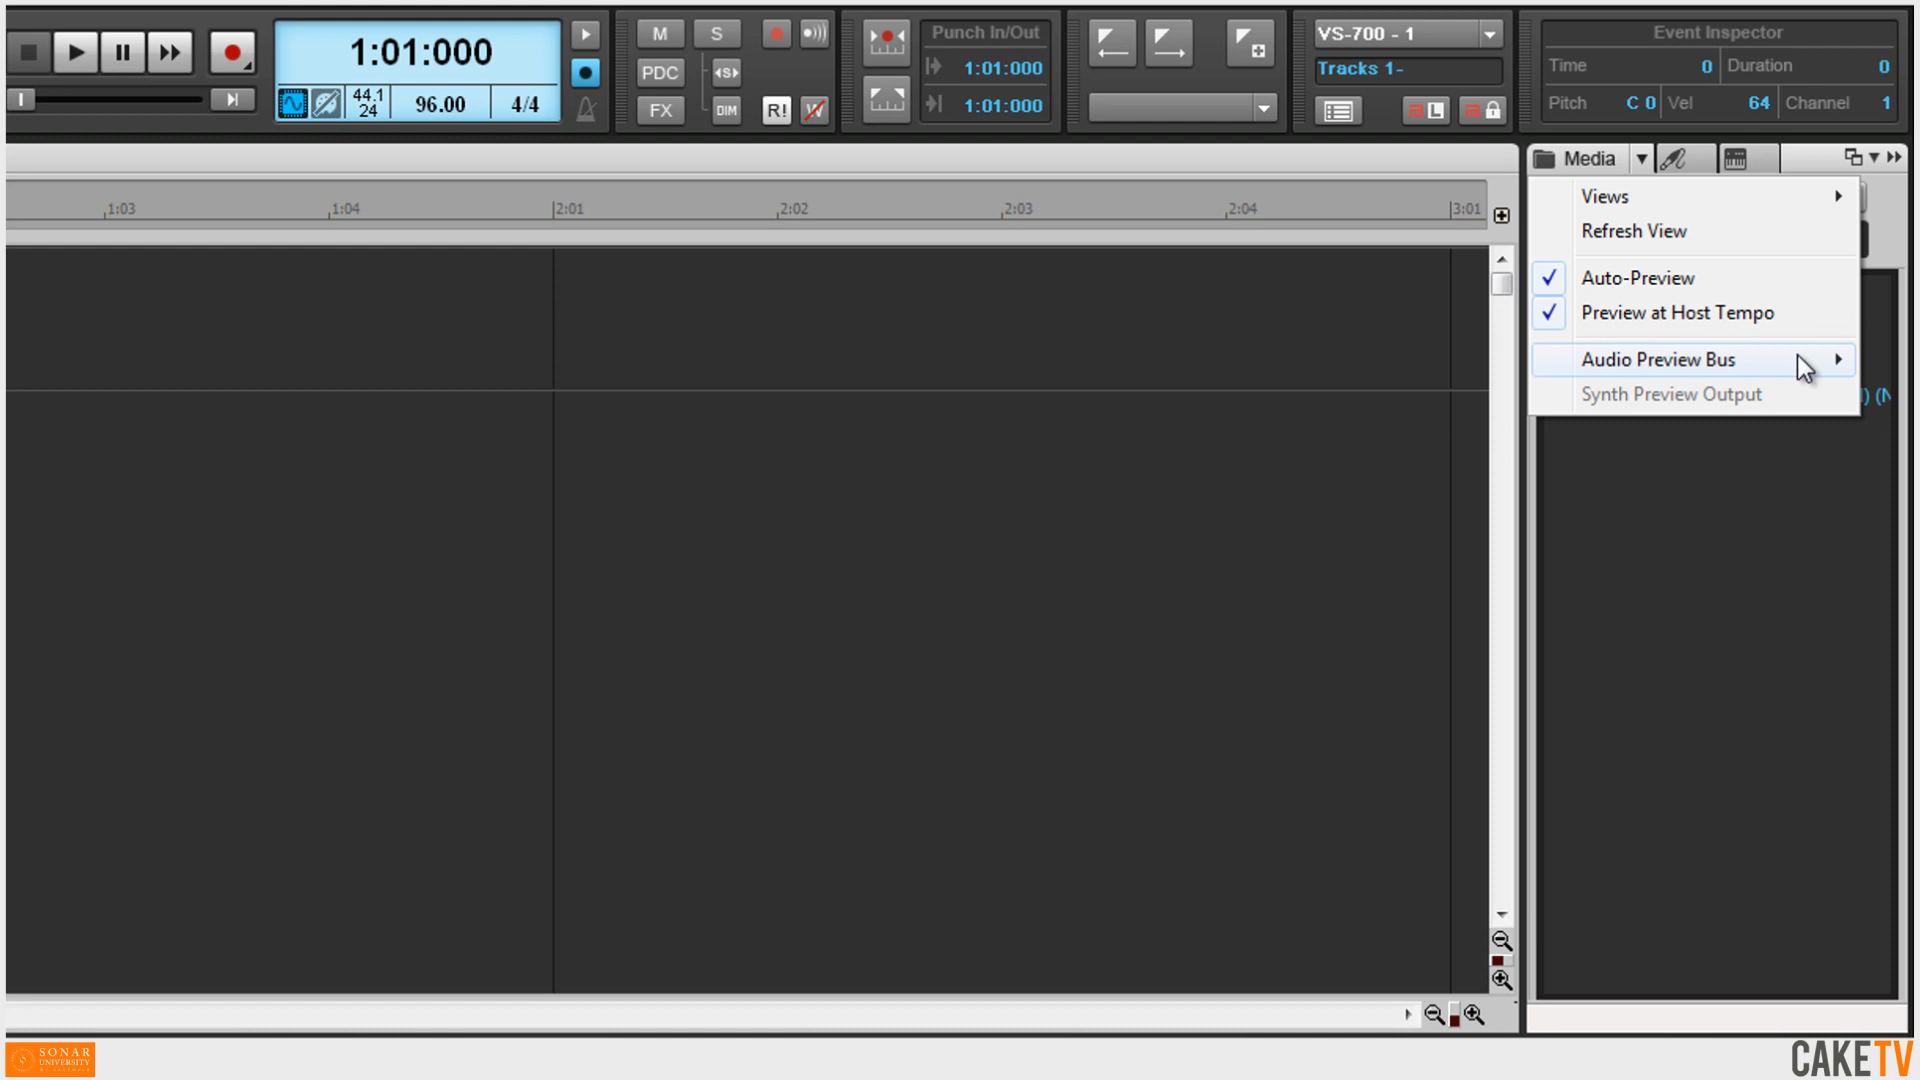 1:01:000
44.1
24
96.00
4/4
M
S
PDC
FX
DIM
R!
Punch In/Out
1:01:000
1:01:000
VS-700 - 1
Tracks 1-
Event Inspector
Time 0 Duration 0
Pitch C 0 Vel 64 Channel 1
Media
1:03
1:04
2:01
2:02
2:03
2:04
3:01
Views
Refresh View
Auto-Preview
Preview at Host Tempo
Audio Preview Bus
Synth Preview Output
SONAR
UNIVERSITY
CAKETV